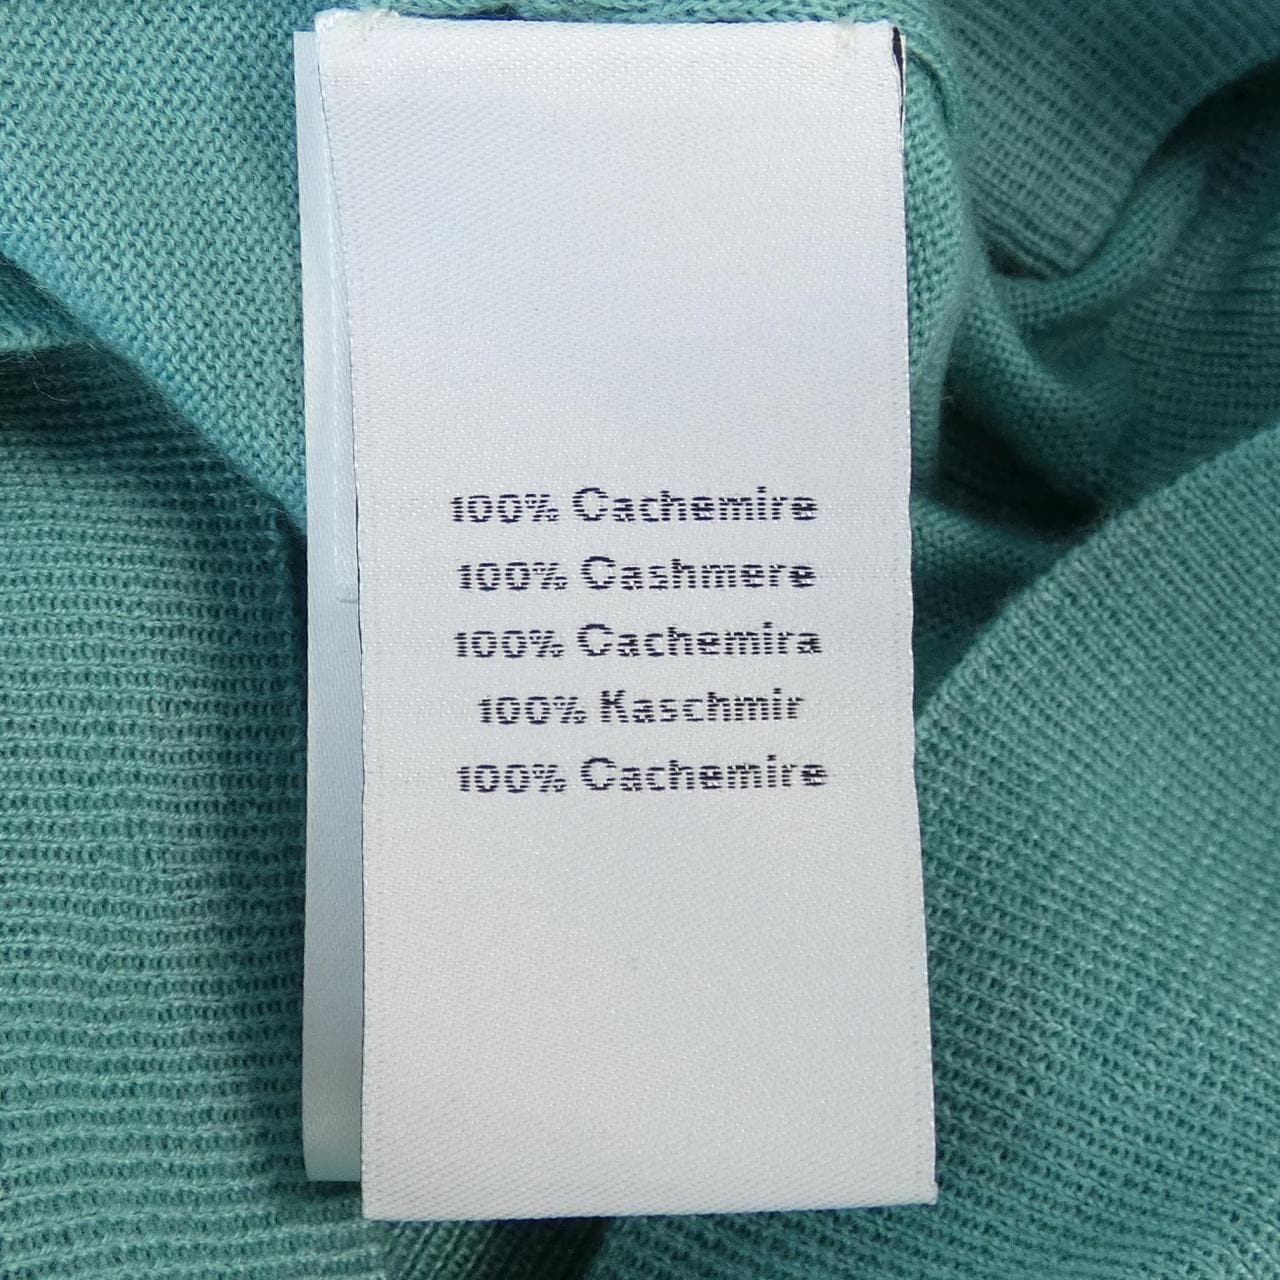 100% Cachemire
100% Cashmere
100% Cachemira
100% Kaschmir
100% Cachemire